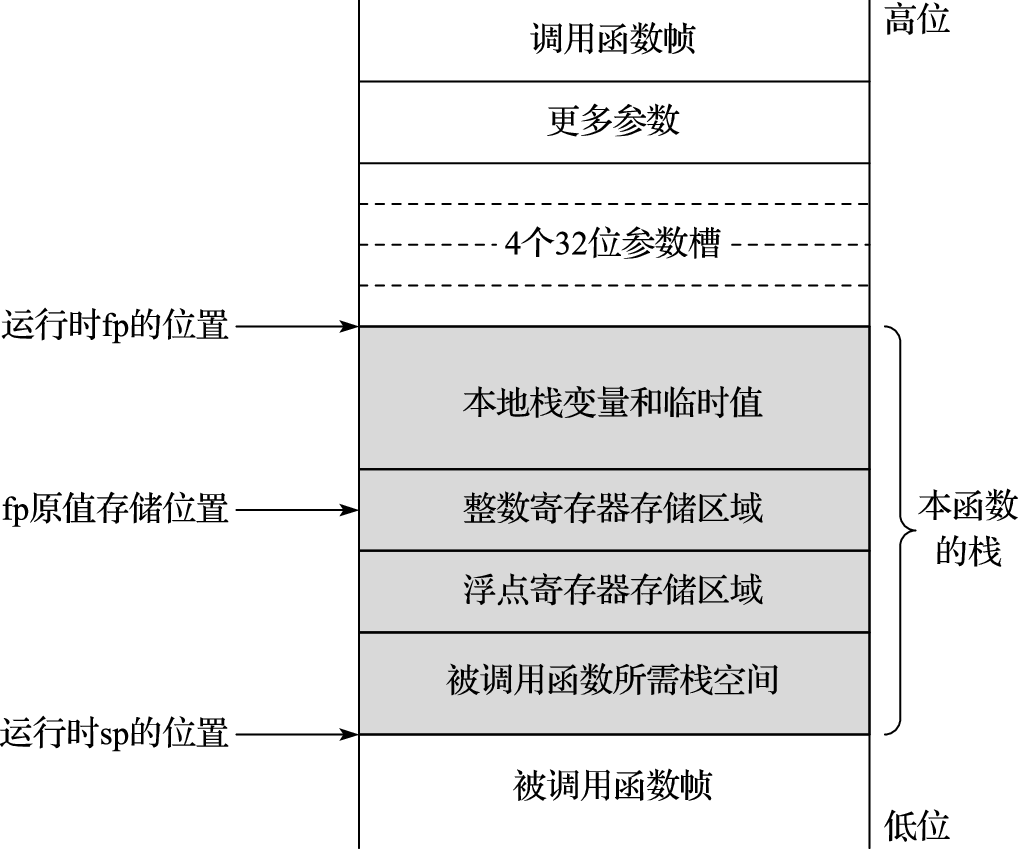 调用函数帧
高位
更多参数
4个32位参数槽
运行时fp的位置
本地栈变量和临时值
fp原值存储位置
整数寄存器存储区域
本函数
的栈
浮点寄存器存储区域
被调用函数所需栈空间
运行时sp的位置
被调用函数帧
低位